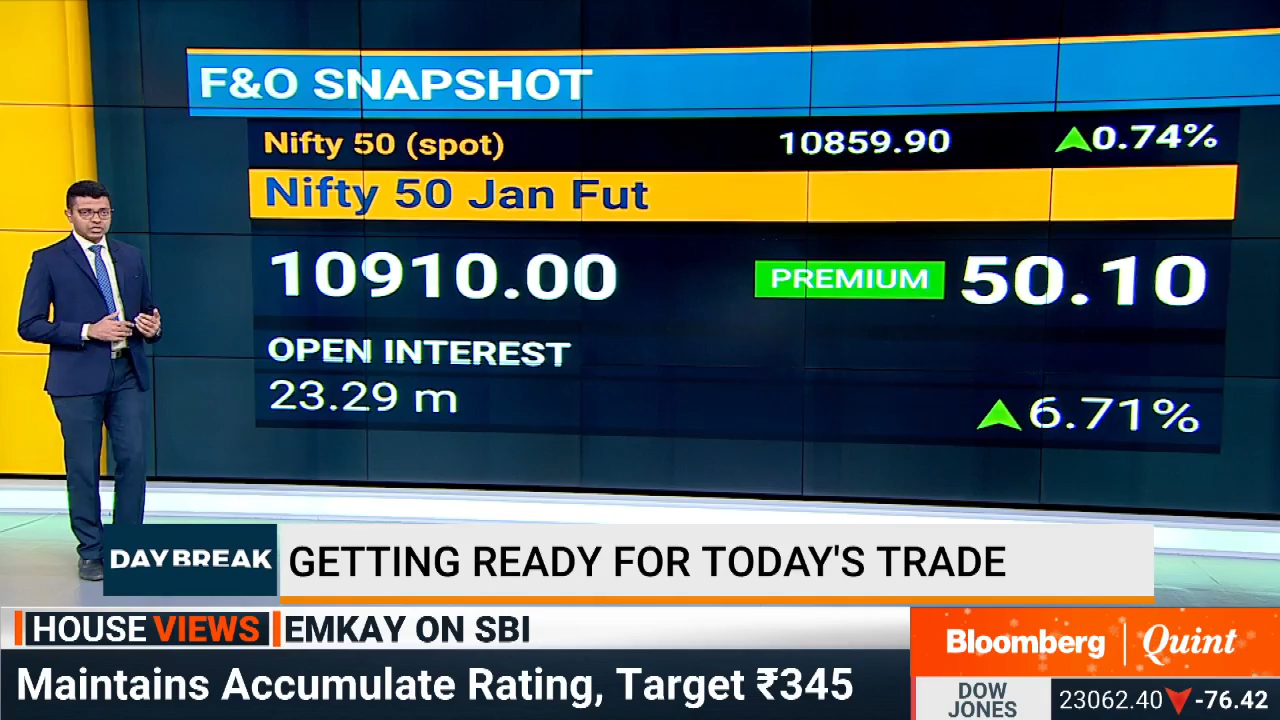 F&O SNAPSHOT
Nifty 50 (spot) 10859.90 ▲0.74%
Nifty 50 Jan Fut
10910.00 PREMIUM 50.10
OPEN INTEREST
23.29 m ▲6.71%
DAYBREAK GETTING READY FOR TODAY'S TRADE
HOUSE VIEWS EMKAY ON SBI
Maintains Accumulate Rating, Target ₹345
Bloomberg | Quint
DOW JONES 23062.40 ▼-76.42